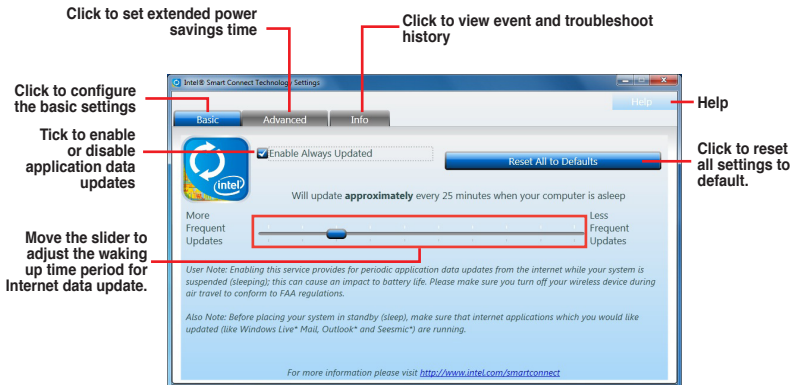 Click to set extended power
savings time
Click to view event and troubleshoot
history
Click to configure
the basic settings
Intel® Smart Connect Technology Settings
Help
Help
Basic
Advanced
Info
Tick to enable
or disable
application data
updates
Enable Always Updated
Reset All to Defaults
Click to reset
all settings to
default.
(intel)
Will update approximately every 25 minutes when your computer is asleep
More
Frequent
Updates
Less
Frequent
Updates
Move the slider to
adjust the waking
up time period for
Internet data update.
User Note: Enabling this service provides for periodic application data updates from the internet while your system is
suspended (sleeping); this can cause an impact to battery life. Please make sure you turn off your wireless device during
air travel to conform to FAA regulations.
Also Note: Before placing your system in standby (sleep), make sure that internet applications which you would like
updated (like Windows Live* Mail, Outlook* and Seesmic*) are running.
For more information please visit http://www.intel.com/smartconnect